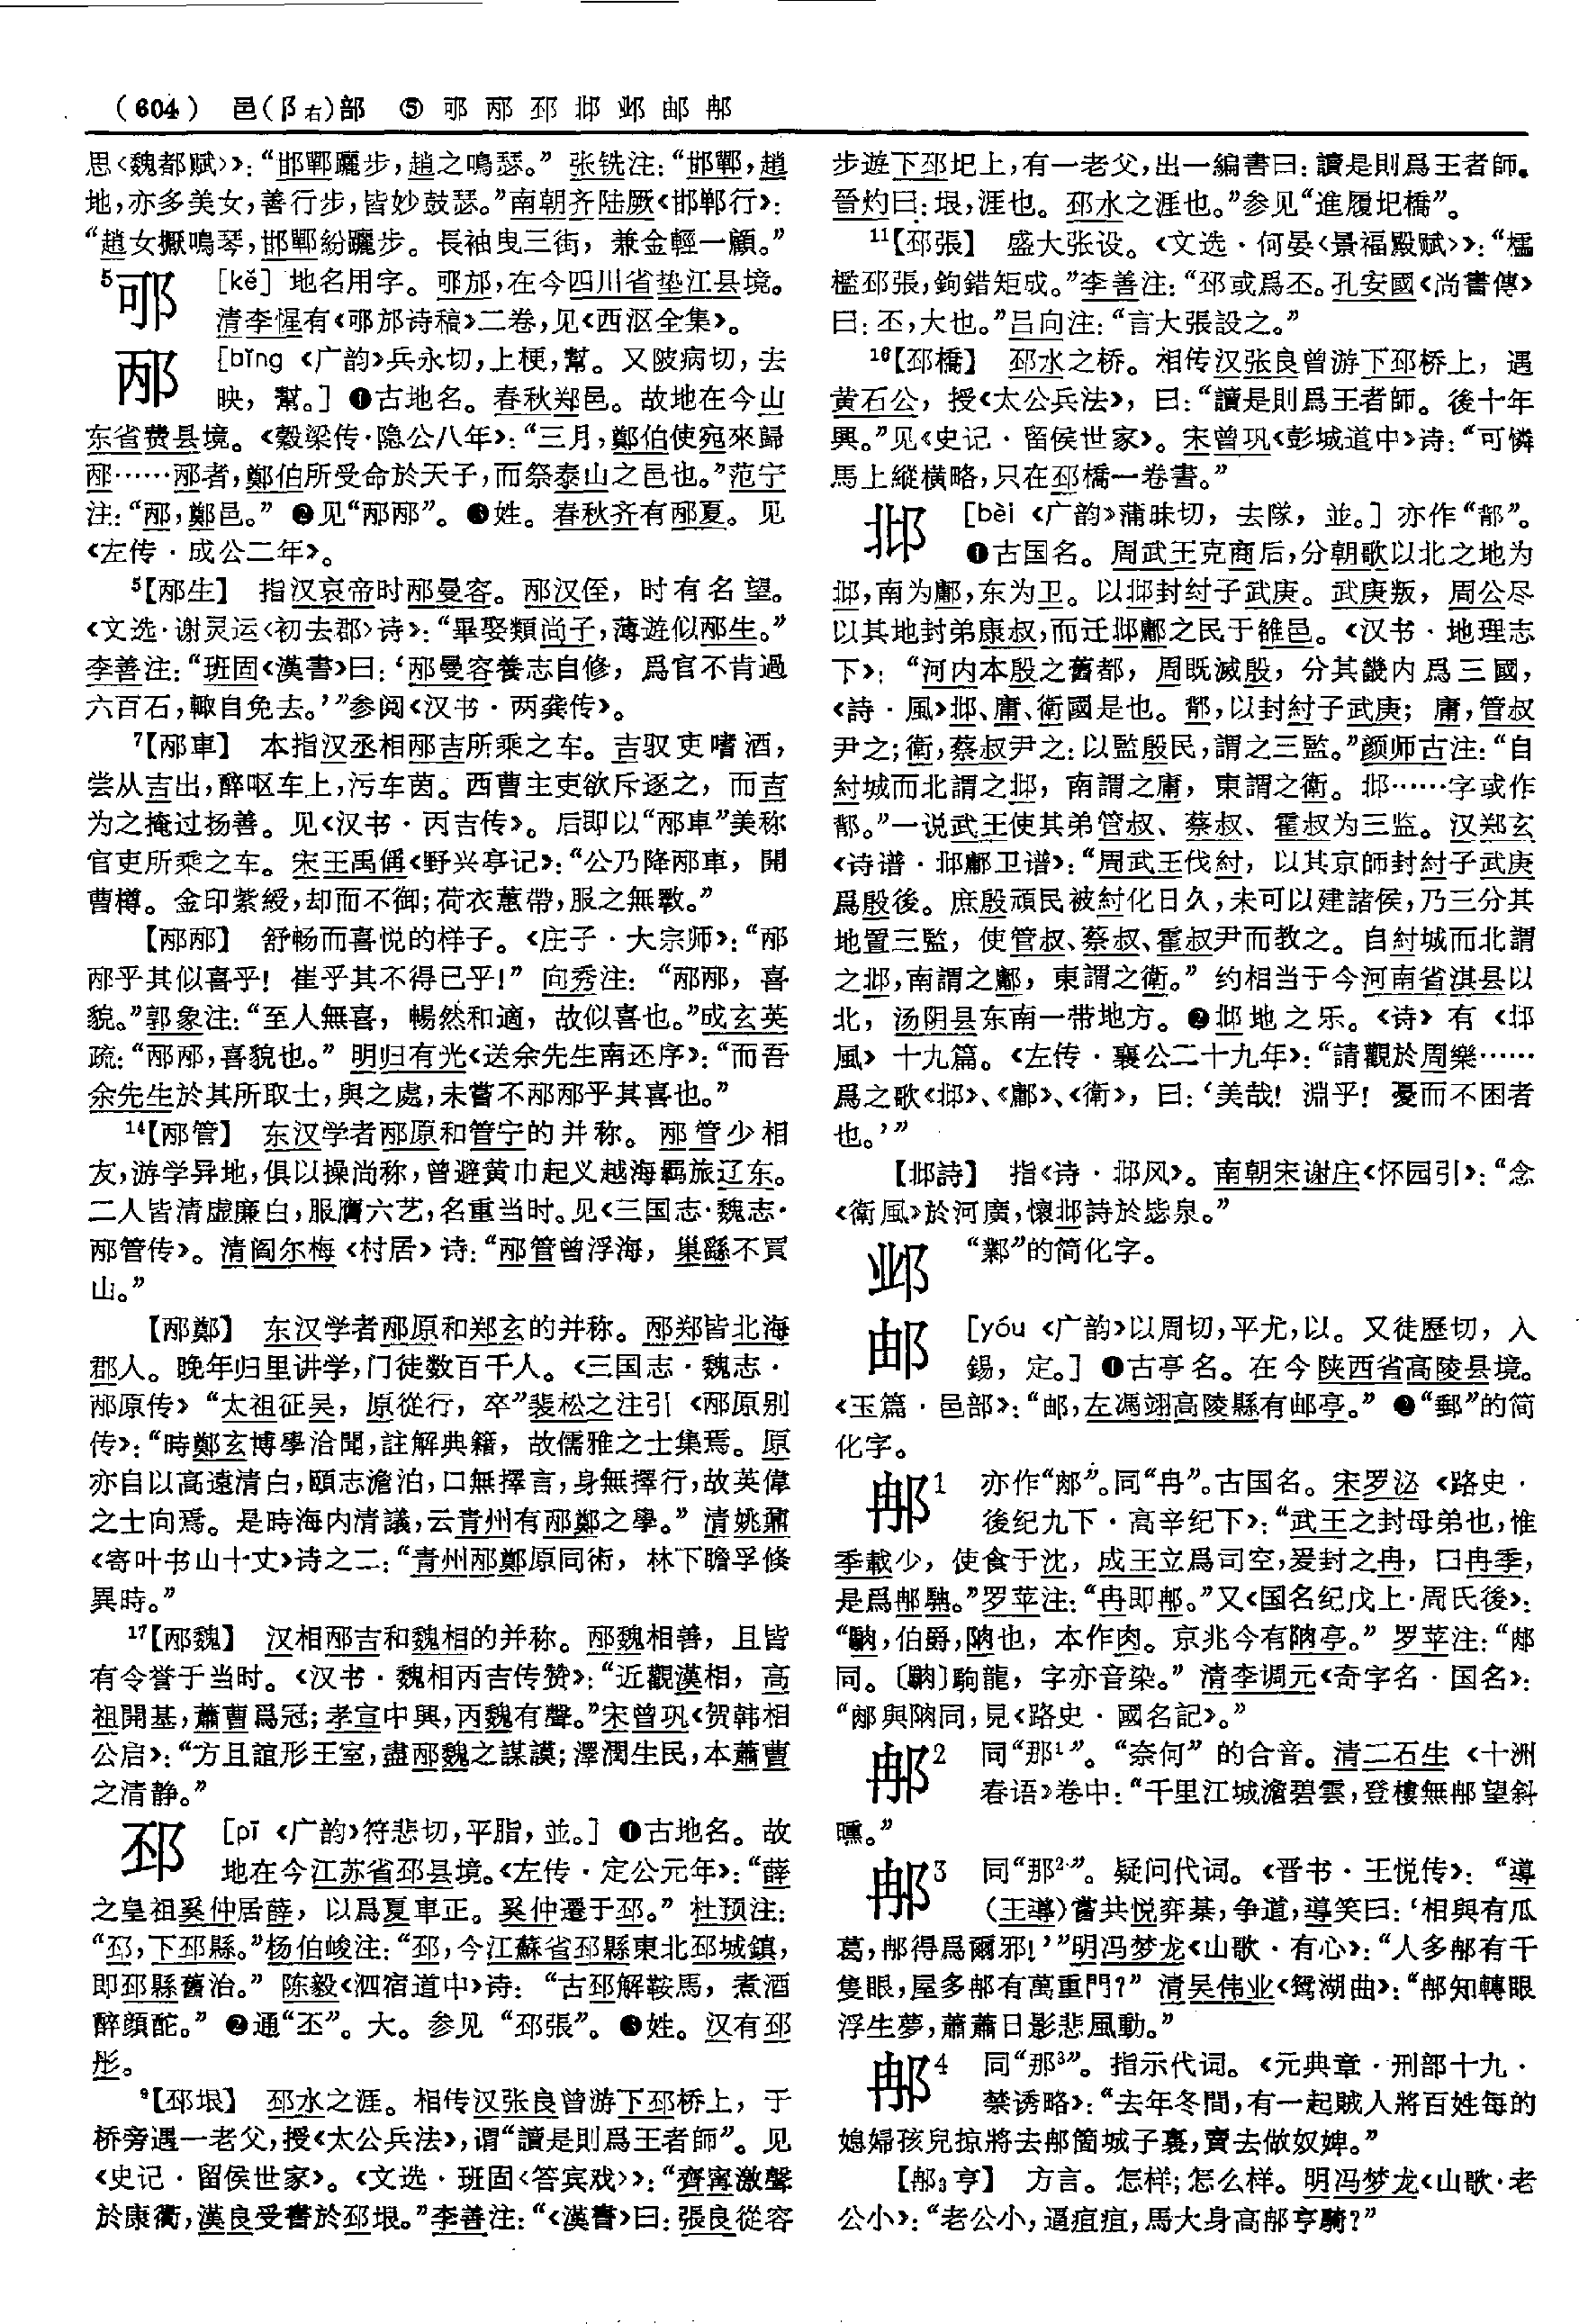 （604） 邑（阝右）部 ⑤ 𨙸 邴 邳 邶 邺 邮 𨚗
思〈魏都赋〉》：“邯鄲躧步，趙之鳴瑟。” 张铣注：“邯鄲，趙
地，亦多美女，善行步，皆妙鼓瑟。”南朝齐陆厥《邯郸行》：
“趙女擫鳴琴，邯鄲紛躧步。長袖曳三街，兼金輕一顧。”
5𨙸 ［kě］ 地名用字。𨙸邡，在今四川省垫江县境。
清李惺有《𨙸邡诗稿》二卷，见《西沤全集》。
邴 ［bǐng 《广韵》兵永切，上梗，幫。又陂病切，去
映，幫。］ ❶古地名。春秋郑邑。故地在今山
东省费县境。《穀梁传·隐公八年》：“三月，鄭伯使宛來歸
邴……邴者，鄭伯所受命於天子，而祭泰山之邑也。”范宁
注：“邴，鄭邑。” ❷见“邴邴”。❸姓。春秋齐有邴夏。见
《左传·成公二年》。
5【邴生】 指汉哀帝时邴曼容。邴汉侄，时有名望。
《文选·谢灵运〈初去郡〉诗》：“畢娶類尚子，薄遊似邴生。”
李善注：“班固《漢書》曰：‘邴曼容養志自修，爲官不肯過
六百石，輙自免去。’”参阅《汉书·两龚传》。
7【邴車】 本指汉丞相邴吉所乘之车。吉驭吏嗜酒，
尝从吉出，醉呕车上，污车茵。西曹主吏欲斥逐之，而吉
为之掩过扬善。见《汉书·丙吉传》。后即以“邴車”美称
官吏所乘之车。宋王禹偁《野兴亭记》：“公乃降邴車，開
曹樽。金印紫綬，却而不御；荷衣蕙帶，服之無斁。”
【邴邴】 舒畅而喜悦的样子。《庄子·大宗师》：“邴
邴乎其似喜乎！崔乎其不得已乎！” 向秀注：“邴邴，喜
貌。”郭象注：“至人無喜，暢然和適，故似喜也。”成玄英
疏：“邴邴，喜貌也。” 明归有光《送余先生南还序》：“而吾
余先生於其所取士，與之處，未嘗不邴邴乎其喜也。”
14【邴管】 东汉学者邴原和管宁的并称。邴管少相
友，游学异地，俱以操尚称，曾避黄巾起义越海羁旅辽东。
二人皆清虚廉白，服膺六艺，名重当时。见《三国志·魏志·
邴管传》。清阎尔梅《村居》诗：“邴管曾浮海，巢繇不買
山。”
【邴鄭】 东汉学者邴原和郑玄的并称。邴郑皆北海
郡人。晚年归里讲学，门徒数百千人。《三国志·魏志·
邴原传》“太祖征吴，原從行，卒”裴松之注引《邴原别
传》：“時鄭玄博學洽聞，註解典籍，故儒雅之士集焉。原
亦自以高遠清白，頤志澹泊，口無擇言，身無擇行，故英偉
之士向焉。是時海内清議，云青州有邴鄭之學。” 清姚鼐
《寄叶书山十丈》诗之二：“青州邴鄭原同術，林下瞻孚倏
異時。”
17【邴魏】 汉相邴吉和魏相的并称。邴魏相善，且皆
有令誉于当时。《汉书·魏相丙吉传赞》：“近觀漢相，高
祖開基，蕭曹爲冠；孝宣中興，丙魏有聲。”宋曾巩《贺韩相
公启》：“方且誼形王室，盡邴魏之謀謨；澤潤生民，本蕭曹
之清静。”
邳 ［pī 《广韵》符悲切，平脂，並。］ ❶古地名。故
地在今江苏省邳县境。《左传·定公元年》：“薛
之皇祖奚仲居薛，以爲夏車正。奚仲遷于邳。” 杜预注：
“邳，下邳縣。”杨伯峻注：“邳，今江蘇省邳縣東北邳城鎮，
即邳縣舊治。” 陈毅《泗宿道中》诗：“古邳解鞍馬，煮酒
醉顔酡。” ❷通“丕”。大。参见“邳張”。❸姓。汉有邳
彤。
9【邳垠】 邳水之涯。相传汉张良曾游下邳桥上，于
桥旁遇一老父，授《太公兵法》，谓“讀是則爲王者師”。见
《史记·留侯世家》。《文选·班固〈答宾戏〉》：“齊甯激聲
於康衢，漢良受書於邳垠。”李善注：“《漢書》曰：張良從容
步遊下邳圯上，有一老父，出一編書曰：讀是則爲王者師。
晉灼曰：垠，涯也。邳水之涯也。”参见“進履圯橋”。
11【邳張】 盛大张设。《文选·何晏〈景福殿赋〉》：“櫺
檻邳張，鉤錯矩成。”李善注：“邳或爲丕。孔安國《尚書傳》
曰：丕，大也。”吕向注：“言大張設之。”
16【邳橋】 邳水之桥。相传汉张良曾游下邳桥上，遇
黄石公，授《太公兵法》，曰：“讀是則爲王者師。後十年
興。”见《史记·留侯世家》。宋曾巩《彭城道中》诗：“可憐
馬上縱横略，只在邳橋一卷書。”
邶 ［bèi 《广韵》蒲昧切，去隊，並。］亦作“鄁”。
❶古国名。周武王克商后，分朝歌以北之地为
邶，南为鄘，东为卫。以邶封纣子武庚。武庚叛，周公尽
以其地封弟康叔，而迁邶鄘之民于雒邑。《汉书·地理志
下》：“河内本殷之舊都，周既滅殷，分其畿内爲三國，
《詩·風》邶、庸、衛國是也。鄁，以封紂子武庚；庸，管叔
尹之；衛，蔡叔尹之：以監殷民，謂之三監。”颜师古注：“自
紂城而北謂之邶，南謂之庸，東謂之衛。邶……字或作
鄁。”一说武王使其弟管叔、蔡叔、霍叔为三监。汉郑玄
《诗谱·邶鄘卫谱》：“周武王伐紂，以其京師封紂子武庚
爲殷後。庶殷頑民被紂化日久，未可以建諸侯，乃三分其
地置三監，使管叔、蔡叔、霍叔尹而教之。自紂城而北謂
之邶，南謂之鄘，東謂之衛。” 约相当于今河南省淇县以
北，汤阴县东南一带地方。❷邶地之乐。《诗》有《邶
風》十九篇。《左传·襄公二十九年》：“請觀於周樂……
爲之歌《邶》、《鄘》、《衛》，曰：‘美哉！淵乎！憂而不困者
也。’”
【邶詩】 指《诗·邶风》。南朝宋谢庄《怀园引》：“念
《衛風》於河廣，懷邶詩於毖泉。”
邺 “鄴”的简化字。
邮 ［yóu 《广韵》以周切，平尤，以。又徒歷切，入
錫，定。］ ❶古亭名。在今陕西省高陵县境。
《玉篇·邑部》：“邮，左馮翊高陵縣有邮亭。” ❷“郵”的简
化字。
𨚗1 亦作“䣸”。同“冉”。古国名。宋罗泌《路史·
後纪九下·高辛纪下》：“武王之封母弟也，惟
季載少，使食于沈，成王立爲司空，爰封之冉，曰冉季，
是爲𨚗。”罗苹注：“冉即𨚗。”又《国名纪戊上·周氏後》：
“，伯爵，也，本作肉。京兆今有亭。” 罗苹注：“
同。〔〕駒龍，字亦音染。” 清李调元《奇字名·国名》：
“與同，見《路史·國名記》。”
𨚗2 同“那1”。“奈何”的合音。清二石生《十洲
春语》卷中：“千里江城澹碧雲，登樓無𨚗望斜
曛。”
𨚗3 同“那2”。疑问代词。《晋书·王悦传》：“導
（王導）嘗共悦弈棊，争道，導笑曰：‘相與有瓜
葛，𨚗得爲爾邪！’”明冯梦龙《山歌·有心》：“人多𨚗有千
隻眼，屋多𨚗有萬重門？” 清吴伟业《鸳湖曲》：“𨚗知轉眼
浮生夢，蕭蕭日影悲風動。”
𨚗4 同“那3”。指示代词。《元典章·刑部十九·
禁诱略》：“去年冬間，有一起賊人將百姓每的
媳婦孩兒掠將去𨚗箇城子裏，賣去做奴婢。”
【𨚗3亨】 方言。怎样；怎么样。明冯梦龙《山歌·老
公小》：“老公小，逼疽疽，馬大身高𨚗亨騎？”